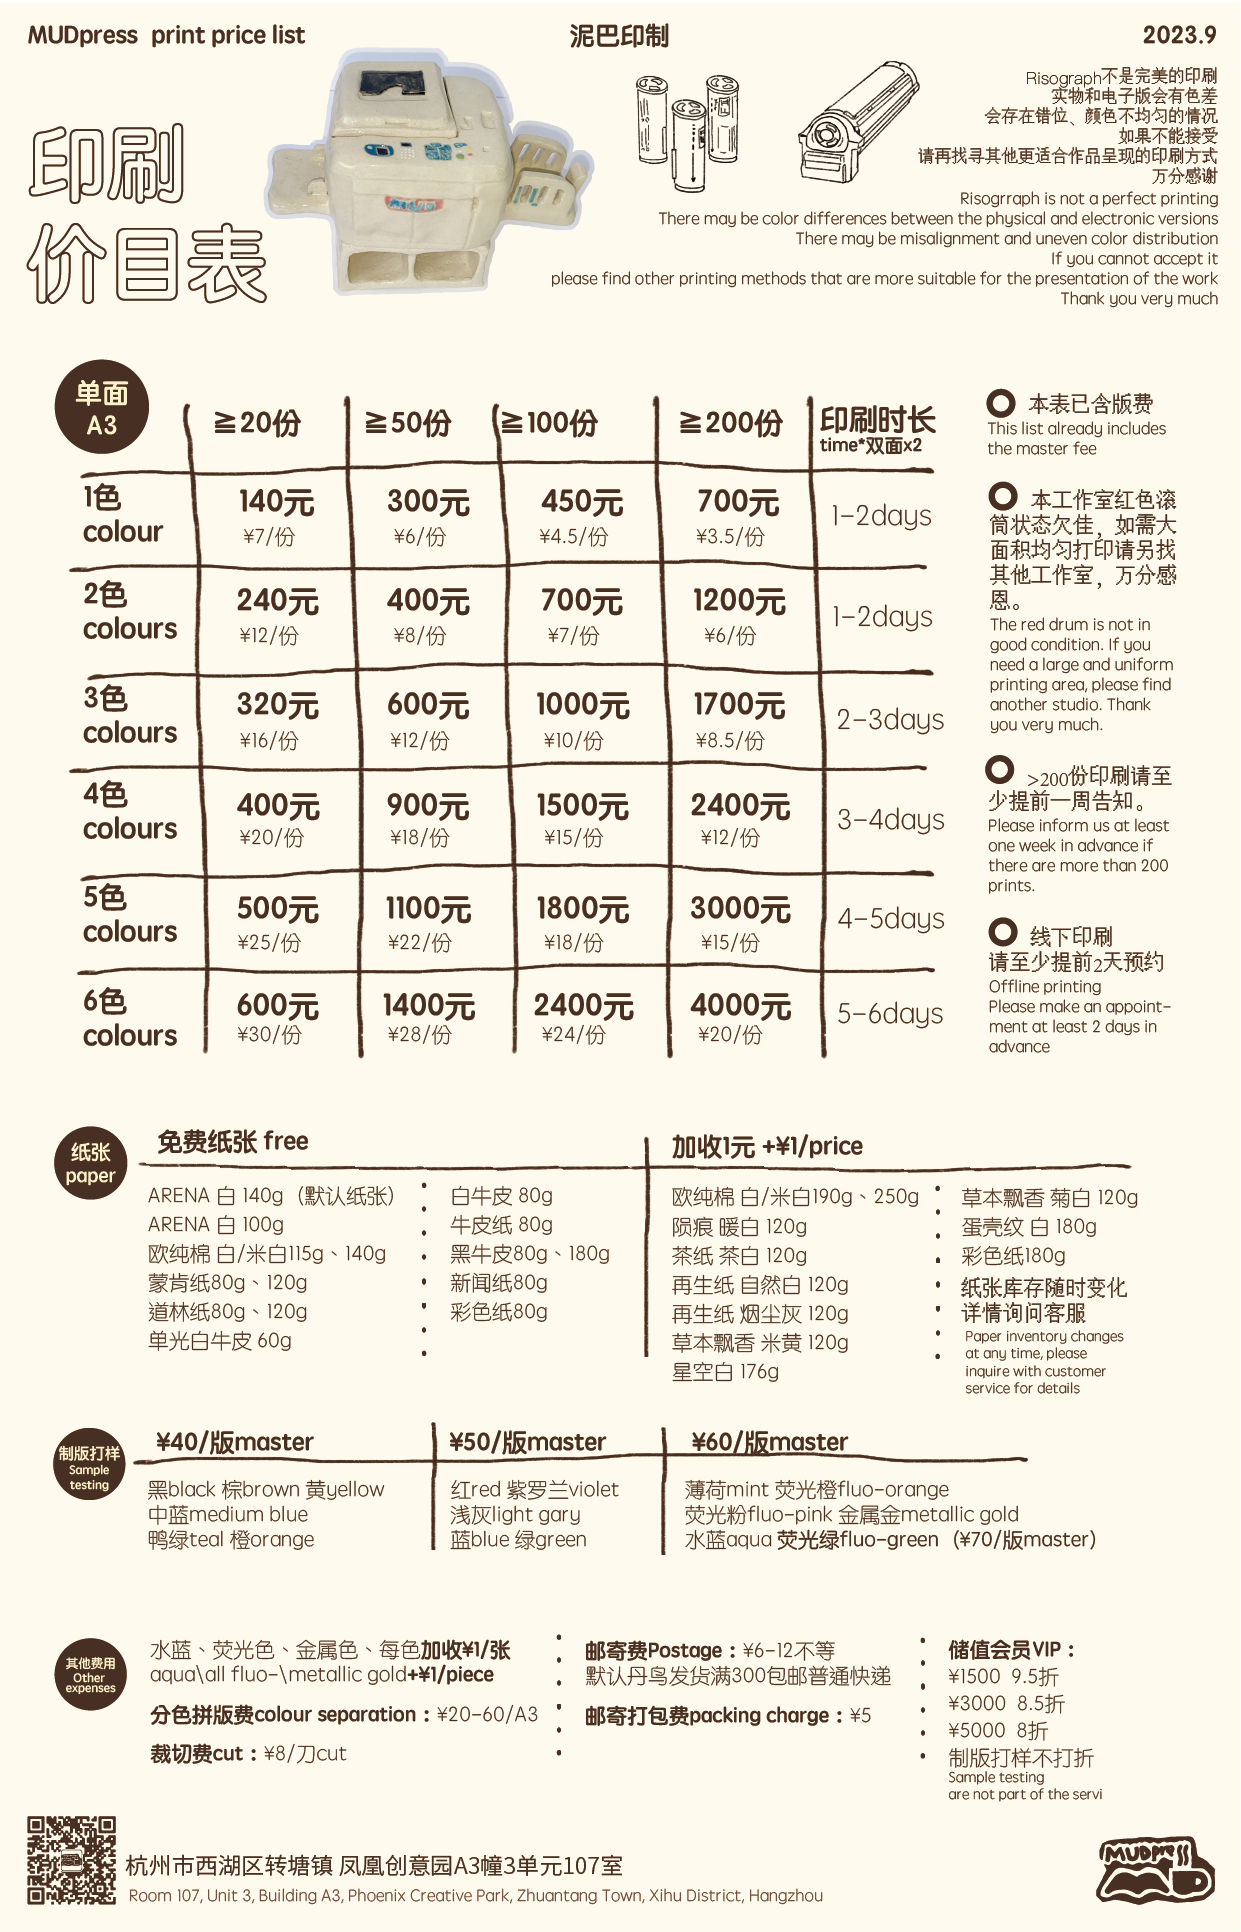 MUDpress print price list
泥巴印制
2023.9
印刷
价目表
Risograph不是完美的印刷
实物和电子版会有色差
会存在错位、颜色不均匀的情况
如果不能接受
请再找寻其他更适合作品呈现的印刷方式
万分感谢
Risogrraph is not a perfect printing
There may be color differences between the physical and electronic versions
There may be misalignment and uneven color distribution
If you cannot accept it
please find other printing methods that are more suitable for the presentation of the work
Thank you very much
单面
A3
≧20份 ≧50份 ≧100份 ≧200份 印刷时长
time*双面x2
1色 140元 300元 450元 700元 1-2days
colour ¥7/份 ¥6/份 ¥4.5/份 ¥3.5/份
2色 240元 400元 700元 1200元 1-2days
colours ¥12/份 ¥8/份 ¥7/份 ¥6/份
3色 320元 600元 1000元 1700元 2-3days
colours ¥16/份 ¥12/份 ¥10/份 ¥8.5/份
4色 400元 900元 1500元 2400元 3-4days
colours ¥20/份 ¥18/份 ¥15/份 ¥12/份
5色 500元 1100元 1800元 3000元 4-5days
colours ¥25/份 ¥22/份 ¥18/份 ¥15/份
6色 600元 1400元 2400元 4000元 5-6days
colours ¥30/份 ¥28/份 ¥24/份 ¥20/份
本表已含版费
This list already includes
the master fee
本工作室红色滚
筒状态欠佳，如需大
面积均匀打印请另找
其他工作室，万分感
恩。
The red drum is not in
good condition. If you
need a large and uniform
printing area, please find
another studio. Thank
you very much.
>200份印刷请至
少提前一周告知。
Please inform us at least
one week in advance if
there are more than 200
prints.
线下印刷
请至少提前2天预约
Offline printing
Please make an appoint-
ment at least 2 days in
advance
纸张
paper
免费纸张 free
ARENA 白 140g（默认纸张）
ARENA 白 100g
欧纯棉 白/米白115g、140g
蒙肯纸80g、120g
道林纸80g、120g
单光白牛皮 60g
白牛皮 80g
牛皮纸 80g
黑牛皮80g、180g
新闻纸80g
彩色纸80g
加收1元 +¥1/price
欧纯棉 白/米白190g、250g
陨痕 暖白 120g
茶纸 茶白 120g
再生纸 自然白 120g
再生纸 烟尘灰 120g
草本飘香 米黄 120g
星空白 176g
草本飘香 菊白 120g
蛋壳纹 白 180g
彩色纸180g
纸张库存随时变化
详情询问客服
Paper inventory changes
at any time, please
inquire with customer
service for details
制版打样
Sample
testing
¥40/版master
黑black 棕brown 黄yellow
中蓝medium blue
鸭绿teal 橙orange
¥50/版master
红red 紫罗兰violet
浅灰light gary
蓝blue 绿green
¥60/版master
薄荷mint 荧光橙fluo-orange
荧光粉fluo-pink 金属金metallic gold
水蓝aqua 荧光绿fluo-green（¥70/版master）
其他费用
Other
expenses
水蓝、荧光色、金属色、每色加收¥1/张
aqua\all fluo-\metallic gold+¥1/piece
分色拼版费colour separation：¥20-60/A3
裁切费cut：¥8/刀cut
邮寄费Postage：¥6-12不等
默认丹鸟发货满300包邮普通快递
邮寄打包费packing charge：¥5
储值会员VIP：
¥1500 9.5折
¥3000 8.5折
¥5000 8折
制版打样不打折
Sample testing
are not part of the servi
杭州市西湖区转塘镇 凤凰创意园A3幢3单元107室
Room 107, Unit 3, Building A3, Phoenix Creative Park, Zhuantang Town, Xihu District, Hangzhou
MUDPress